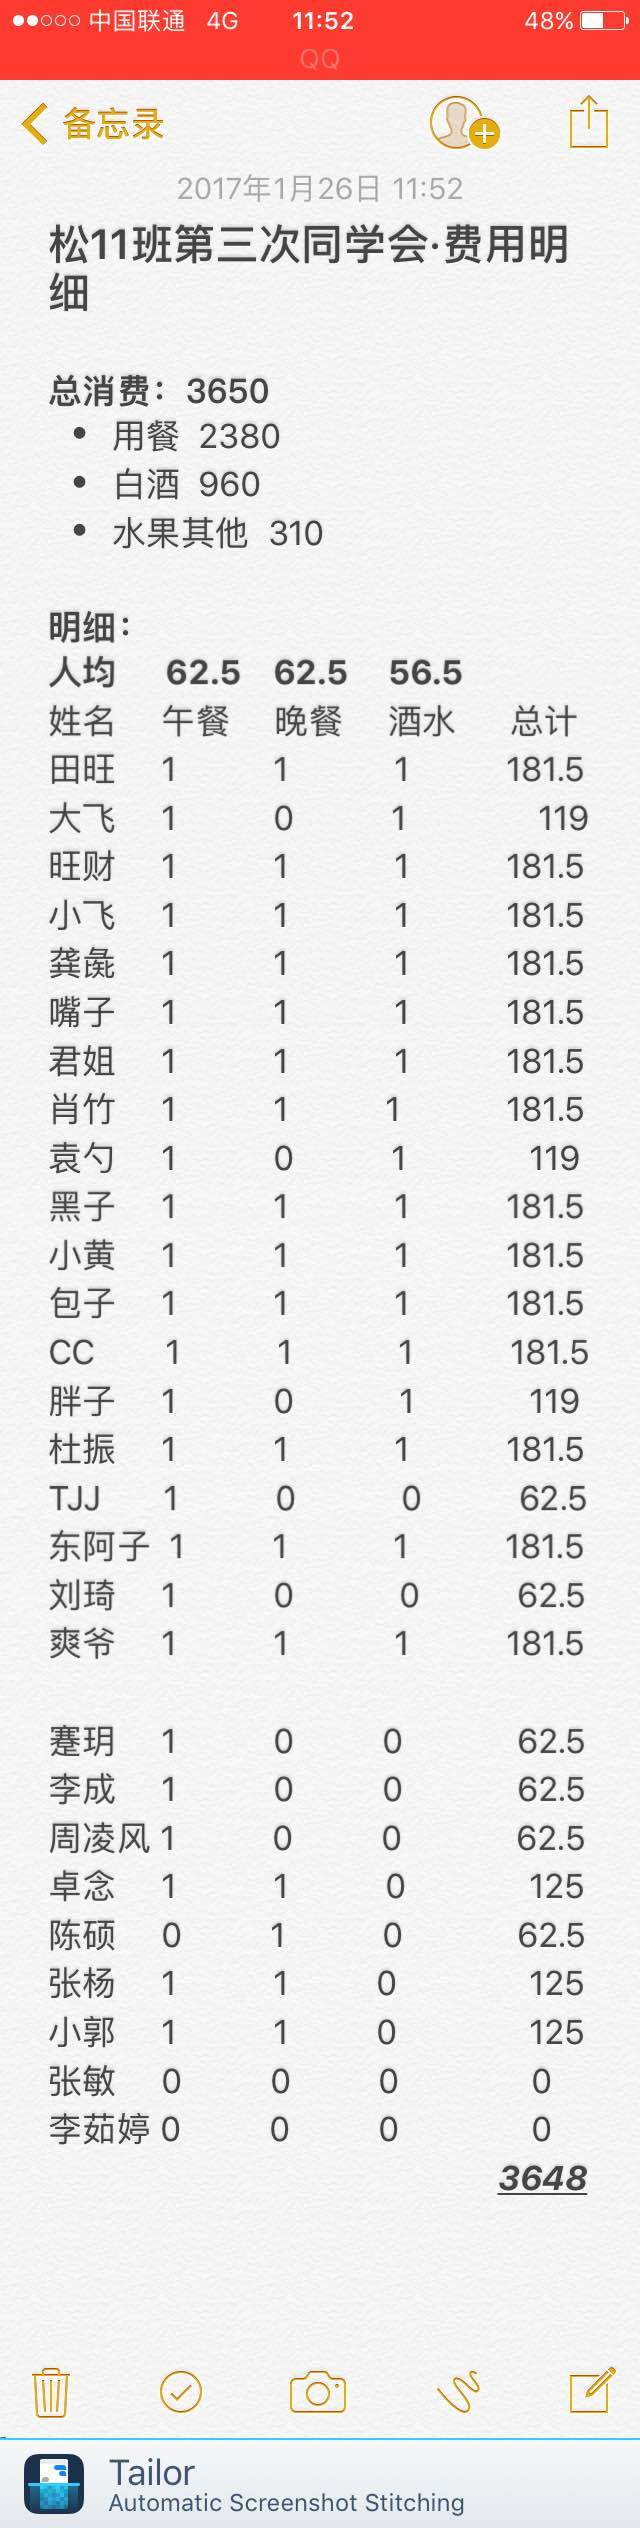 中国联通 4G 11:52 48%
QQ
备忘录
2017年1月26日 11:52
松11班第三次同学会·费用明
细
总消费：3650
• 用餐 2380
• 白酒 960
• 水果其他 310
明细：
人均 62.5 62.5 56.5
姓名 午餐 晚餐 酒水 总计
田旺 1 1 1 181.5
大飞 1 0 1 119
旺财 1 1 1 181.5
小飞 1 1 1 181.5
龚彘 1 1 1 181.5
嘴子 1 1 1 181.5
君姐 1 1 1 181.5
肖竹 1 1 1 181.5
袁勺 1 0 1 119
黑子 1 1 1 181.5
小黄 1 1 1 181.5
包子 1 1 1 181.5
CC 1 1 1 181.5
胖子 1 0 1 119
杜振 1 1 1 181.5
TJJ 1 0 0 62.5
东阿子 1 1 1 181.5
刘琦 1 0 0 62.5
爽爷 1 1 1 181.5
蹇玥 1 0 0 62.5
李成 1 0 0 62.5
周凌风 1 0 0 62.5
卓念 1 1 0 125
陈硕 0 1 0 62.5
张杨 1 1 0 125
小郭 1 1 0 125
张敏 0 0 0 0
李茹婷 0 0 0 0
3648
Tailor
Automatic Screenshot Stitching